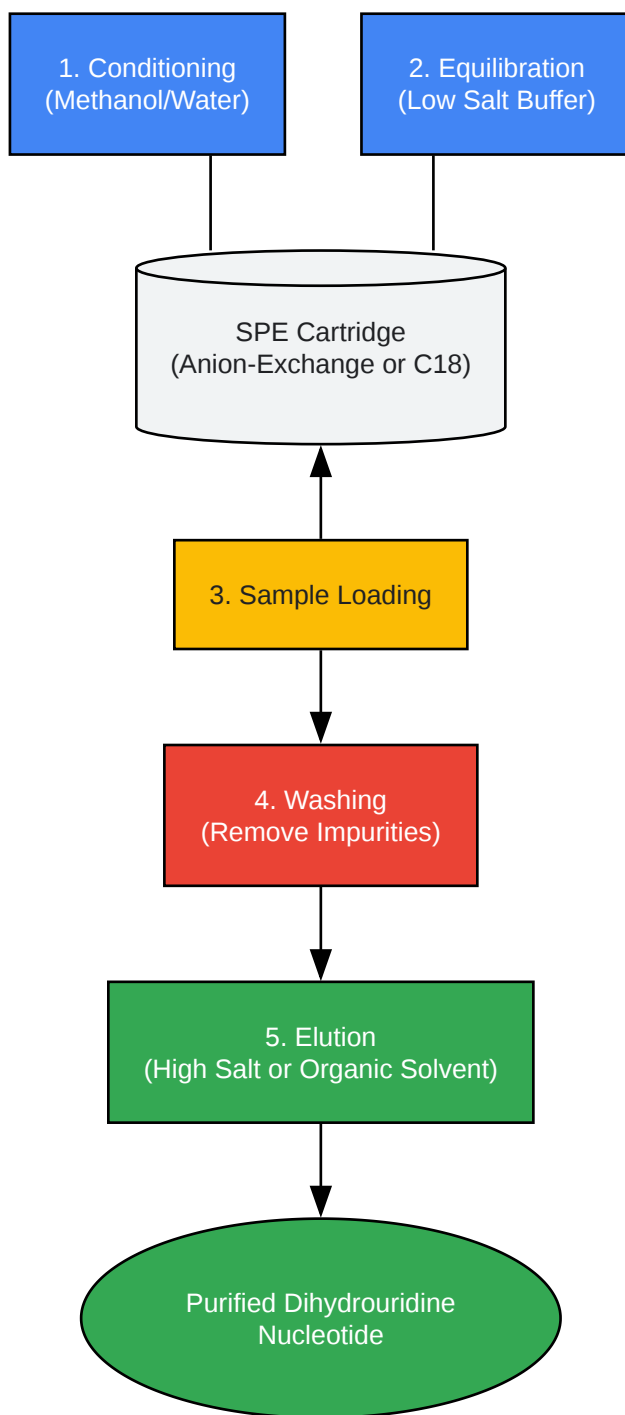 1. Conditioning
(Methanol/Water)
2. Equilibration
(Low Salt Buffer)
SPE Cartridge
(Anion-Exchange or C18)
3. Sample Loading
4. Washing
(Remove Impurities)
5. Elution
(High Salt or Organic Solvent)
Purified Dihydrouridine
Nucleotide